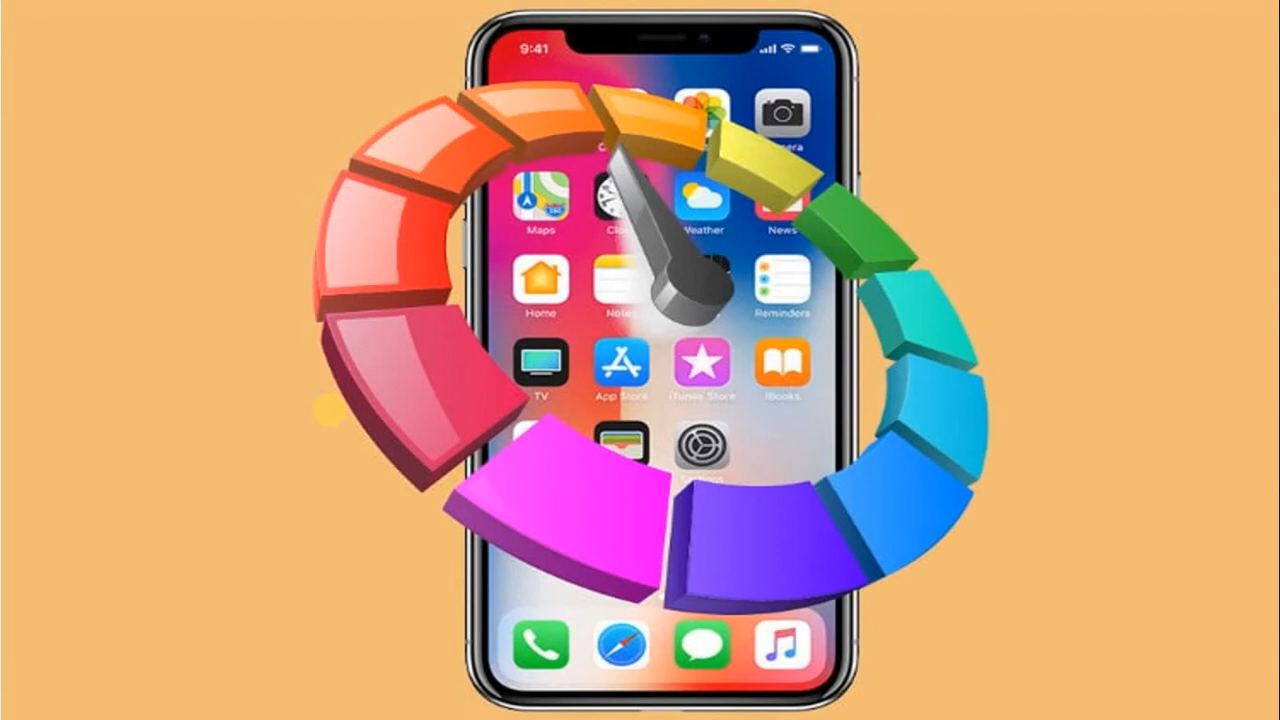 9:41
Maps
Weather
News
Home
Notes
Reminders
TV
App Store
iTunes Store
iBooks